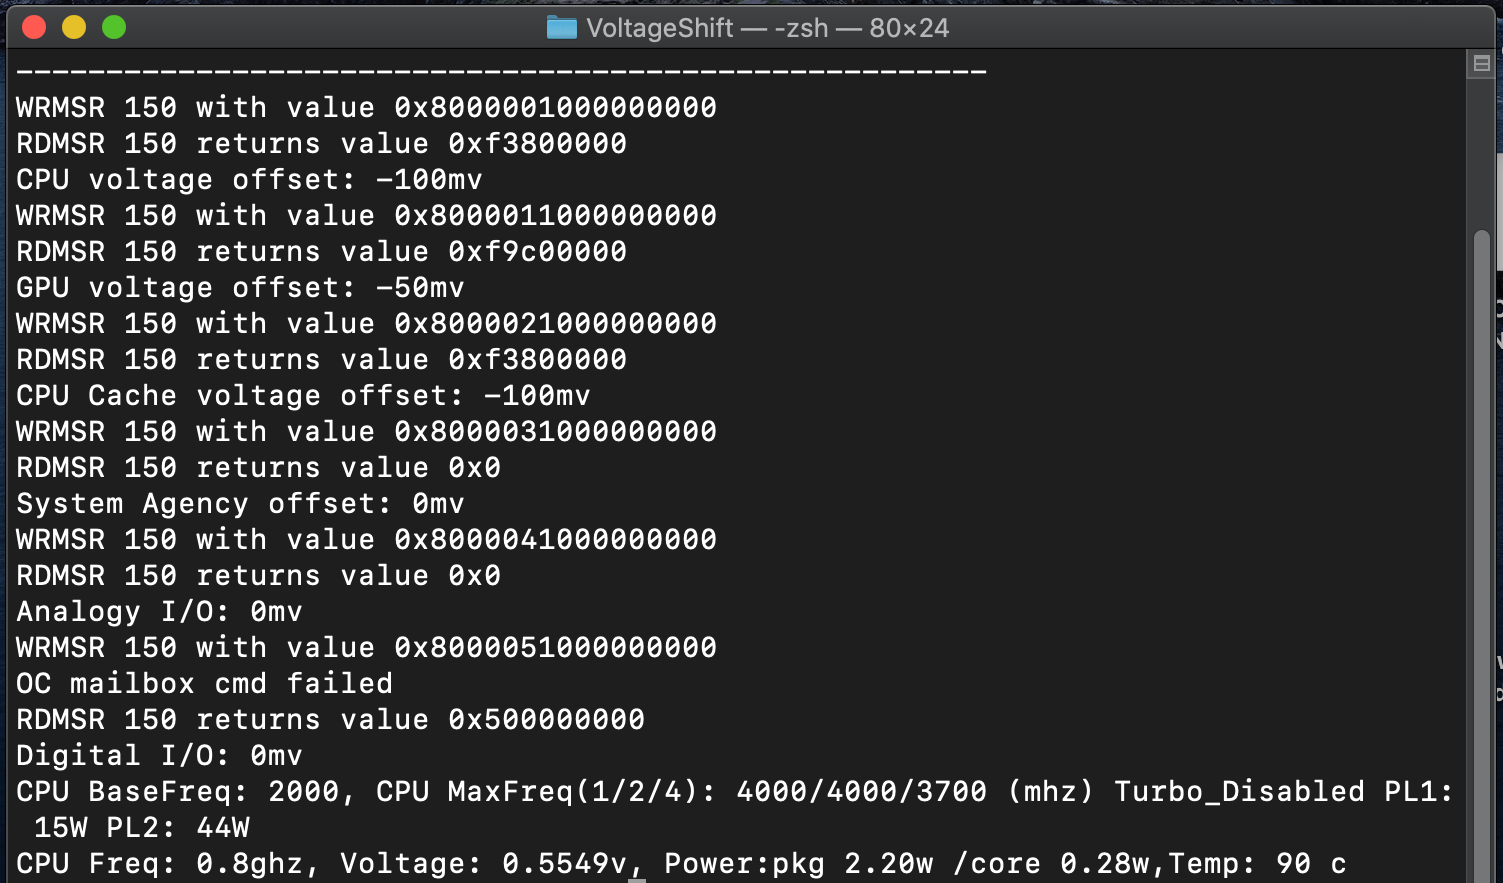 VoltageShift — -zsh — 80×24
------------------------------------------------------
WRMSR 150 with value 0x8000001000000000
RDMSR 150 returns value 0xf3800000
CPU voltage offset: -100mv
WRMSR 150 with value 0x8000011000000000
RDMSR 150 returns value 0xf9c00000
GPU voltage offset: -50mv
WRMSR 150 with value 0x8000021000000000
RDMSR 150 returns value 0xf3800000
CPU Cache voltage offset: -100mv
WRMSR 150 with value 0x8000031000000000
RDMSR 150 returns value 0x0
System Agency offset: 0mv
WRMSR 150 with value 0x8000041000000000
RDMSR 150 returns value 0x0
Analogy I/O: 0mv
WRMSR 150 with value 0x8000051000000000
OC mailbox cmd failed
RDMSR 150 returns value 0x500000000
Digital I/O: 0mv
CPU BaseFreq: 2000, CPU MaxFreq(1/2/4): 4000/4000/3700 (mhz) Turbo_Disabled PL1:
 15W PL2: 44W
CPU Freq: 0.8ghz, Voltage: 0.5549v, Power:pkg 2.20w /core 0.28w,Temp: 90 c